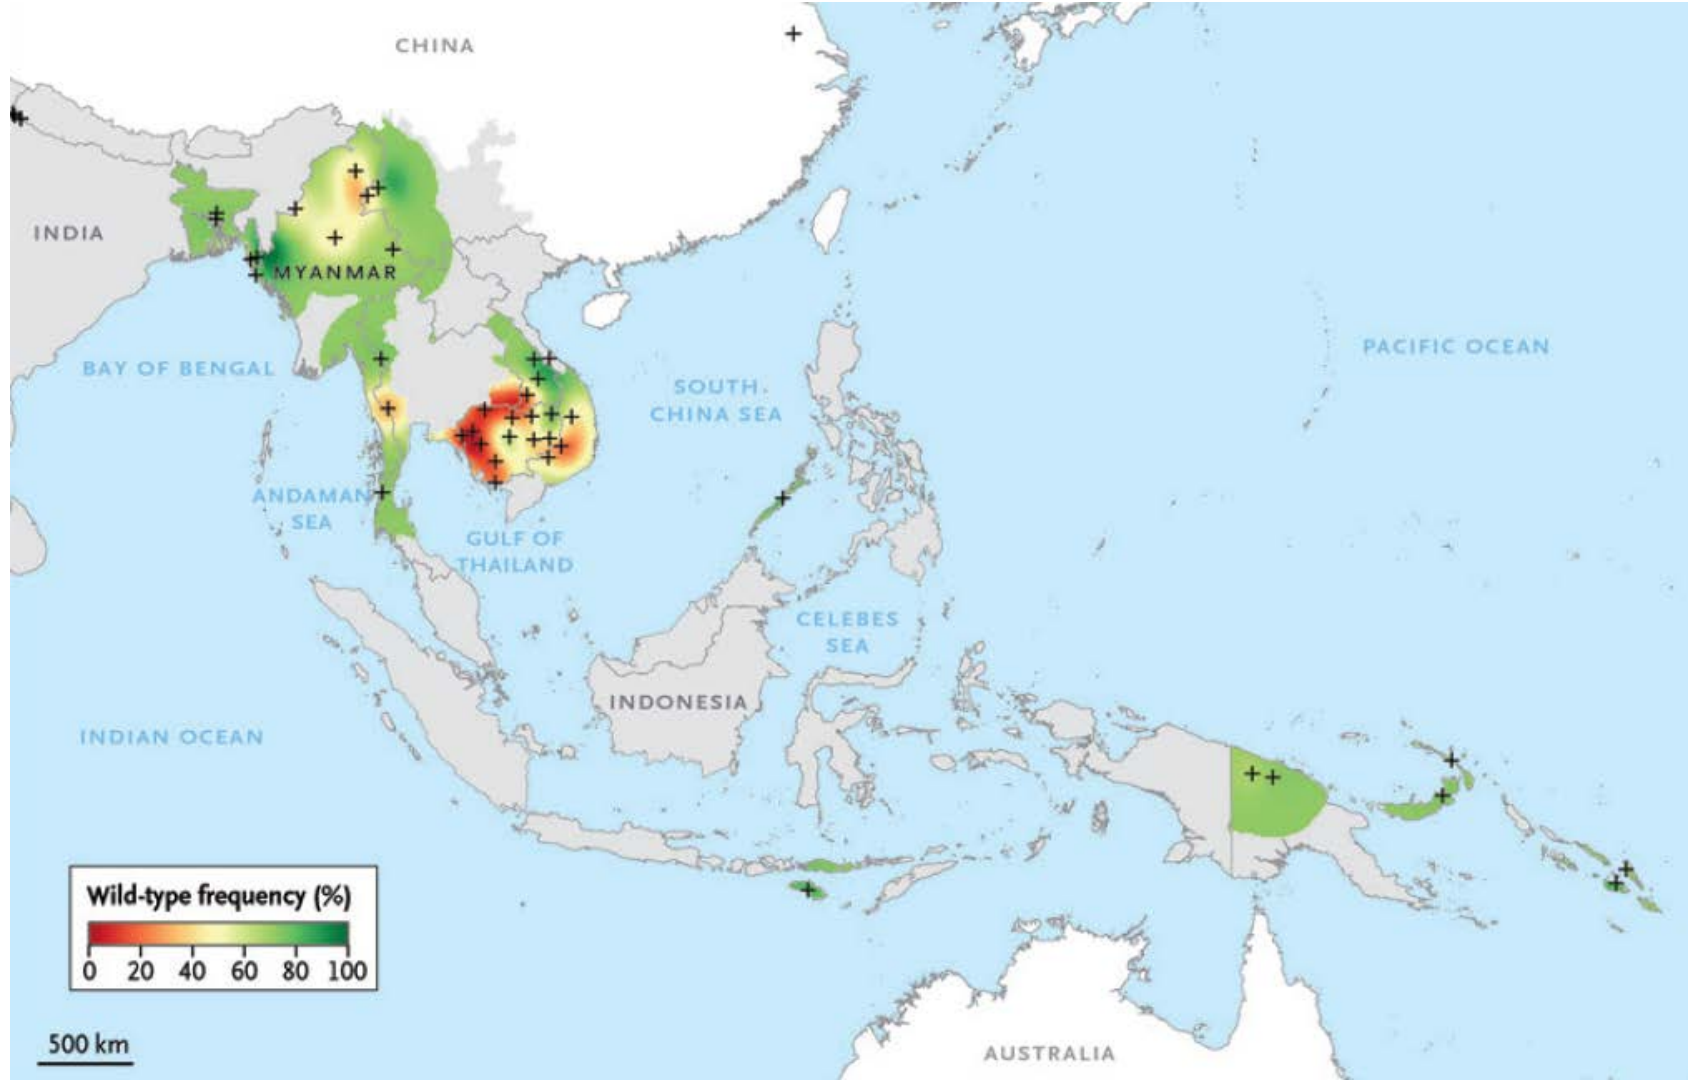 CHINA
INDIA
MYANMAR
BAY OF BENGAL
PACIFIC OCEAN
SOUTH
CHINA SEA
ANDAMAN
SEA
GULF OF
THAILAND
CELEBES
SEA
INDONESIA
INDIAN OCEAN
Wild-type frequency (%)
0 20 40 60 80 100
500 km
AUSTRALIA